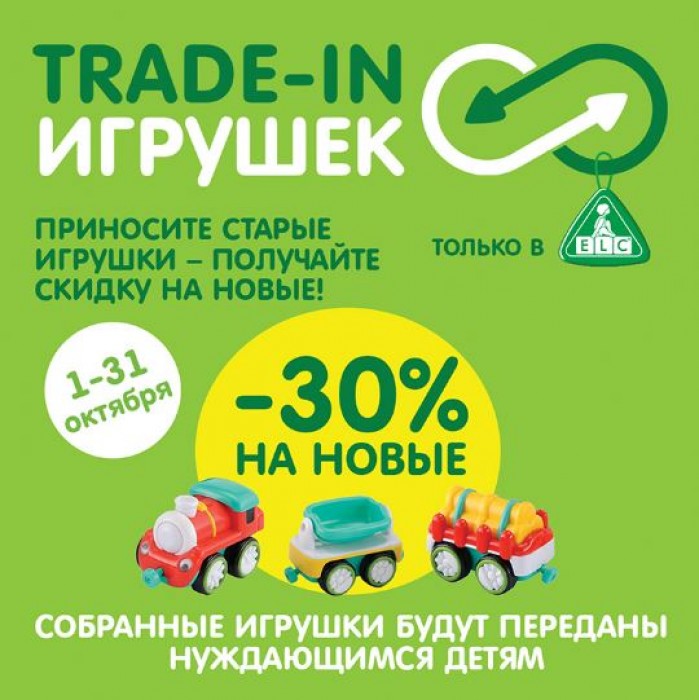 TRADE-IN
ИГРУШЕК
ПРИНОСИТЕ СТАРЫЕ
ИГРУШКИ – ПОЛУЧАЙТЕ
СКИДКУ НА НОВЫЕ!
ТОЛЬКО В
ELC
1-31
октября
-30%
НА НОВЫЕ
СОБРАННЫЕ ИГРУШКИ БУДУТ ПЕРЕДАНЫ
НУЖДАЮЩИМСЯ ДЕТЯМ